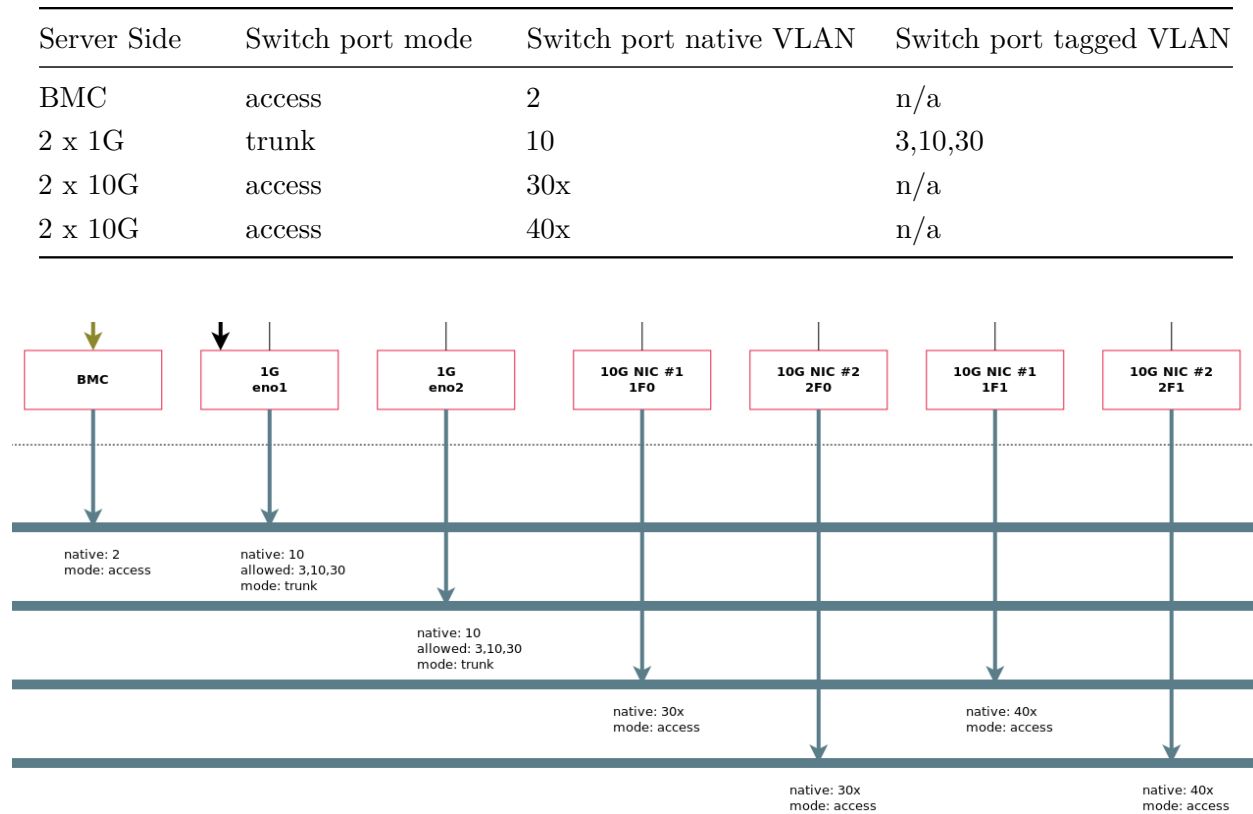 Server Side Switch port mode Switch port native VLAN Switch port tagged VLAN
BMC access 2 n/a
2 x 1G trunk 10 3,10,30
2 x 10G access 30x n/a
2 x 10G access 40x n/a
BMC
1G
eno1
1G
eno2
10G NIC #1
1F0
10G NIC #2
2F0
10G NIC #1
1F1
10G NIC #2
2F1
native: 2
mode: access
native: 10
allowed: 3,10,30
mode: trunk
native: 10
allowed: 3,10,30
mode: trunk
native: 30x
mode: access
native: 40x
mode: access
native: 30x
mode: access
native: 40x
mode: access